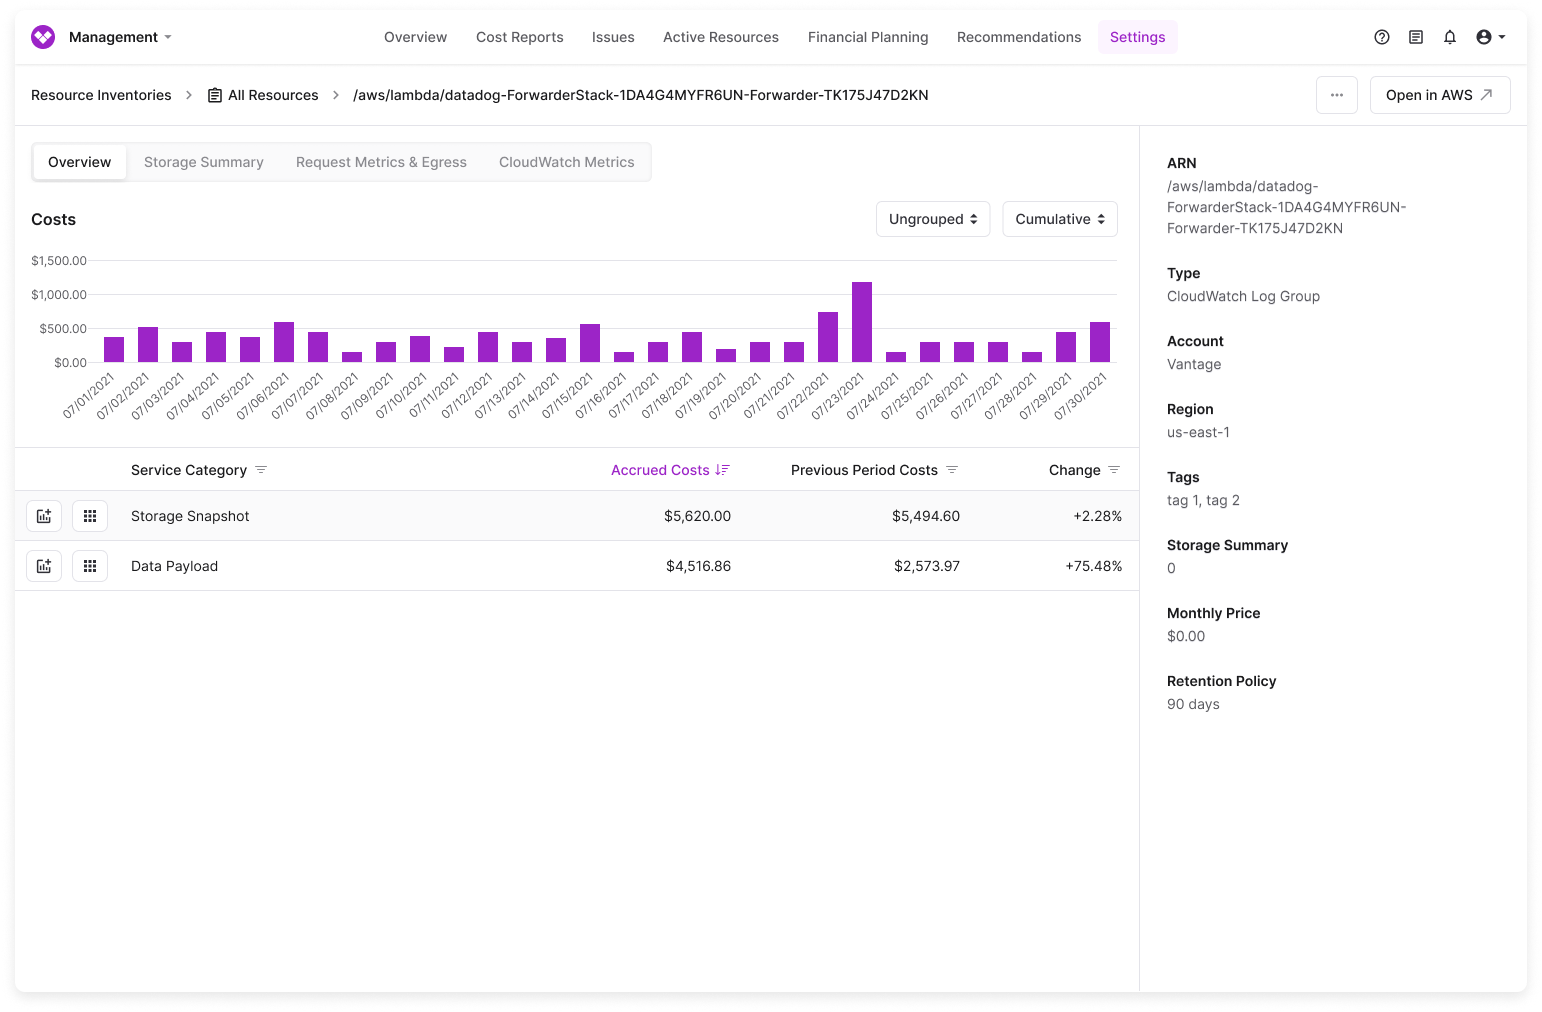 Management
Overview Cost Reports Issues Active Resources Financial Planning Recommendations Settings
Resource Inventories > All Resources > /aws/lambda/datadog-ForwarderStack-1DA4G4MYFR6UN-Forwarder-TK175J47D2KN
... Open in AWS
Overview Storage Summary Request Metrics & Egress CloudWatch Metrics
Costs
Ungrouped Cumulative
$1,500.00
$1,000.00
$500.00
$0.00
07/01/2021 07/02/2021 07/03/2021 07/04/2021 07/05/2021 07/06/2021 07/07/2021 07/08/2021 07/09/2021 07/10/2021 07/11/2021 07/12/2021 07/13/2021 07/14/2021 07/15/2021 07/16/2021 07/17/2021 07/18/2021 07/19/2021 07/20/2021 07/21/2021 07/22/2021 07/23/2021 07/24/2021 07/25/2021 07/26/2021 07/27/2021 07/28/2021 07/29/2021 07/30/2021
Service Category Accrued Costs Previous Period Costs Change
Storage Snapshot $5,620.00 $5,494.60 +2.28%
Data Payload $4,516.86 $2,573.97 +75.48%
ARN
/aws/lambda/datadog-
ForwarderStack-1DA4G4MYFR6UN-
Forwarder-TK175J47D2KN
Type
CloudWatch Log Group
Account
Vantage
Region
us-east-1
Tags
tag 1, tag 2
Storage Summary
0
Monthly Price
$0.00
Retention Policy
90 days